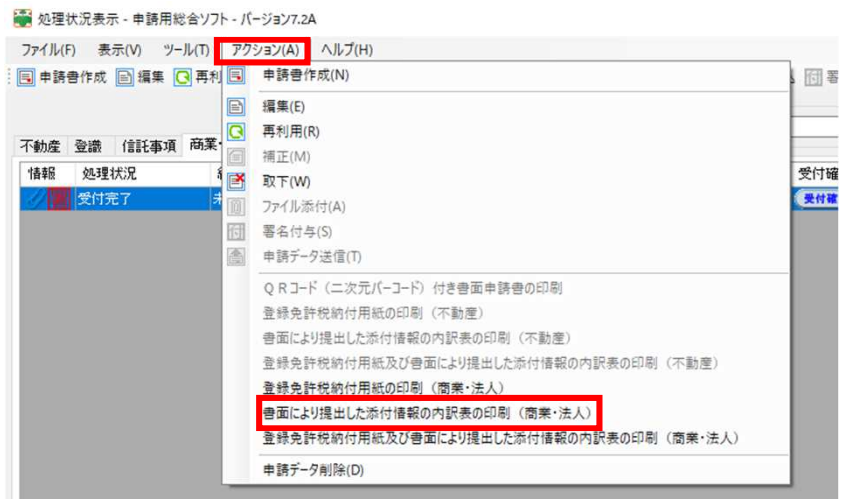 処理状況表示 - 申請用総合ソフト - バージョン7.2A
ファイル(F) 表示(V) ツール(T) アクション(A) ヘルプ(H)
申請書作成 編集 再利
不動産 登識 信託事項 商業・
情報 処理状況 受付確
受付完了 未 受付確
申請書作成(N)
編集(E)
再利用(R)
補正(M)
取下(W)
ファイル添付(A)
署名付与(S)
申請データ送信(T)
QRコード（二次元バーコード）付き書面申請書の印刷
登録免許税納付用紙の印刷（不動産）
書面により提出した添付情報の内訳表の印刷（不動産）
登録免許税納付用紙及び書面により提出した添付情報の内訳表の印刷（不動産）
登録免許税納付用紙の印刷（商業・法人）
書面により提出した添付情報の内訳表の印刷（商業・法人）
登録免許税納付用紙及び書面により提出した添付情報の内訳表の印刷（商業・法人）
申請データ削除(D)